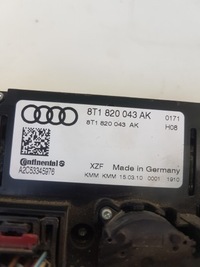 8T1 820 043 AK 0171
8T1 820 043 AK H08
Continental
A2C53345976
XZF Made in Germany
KMM KMM 15.03.10 0001 1910